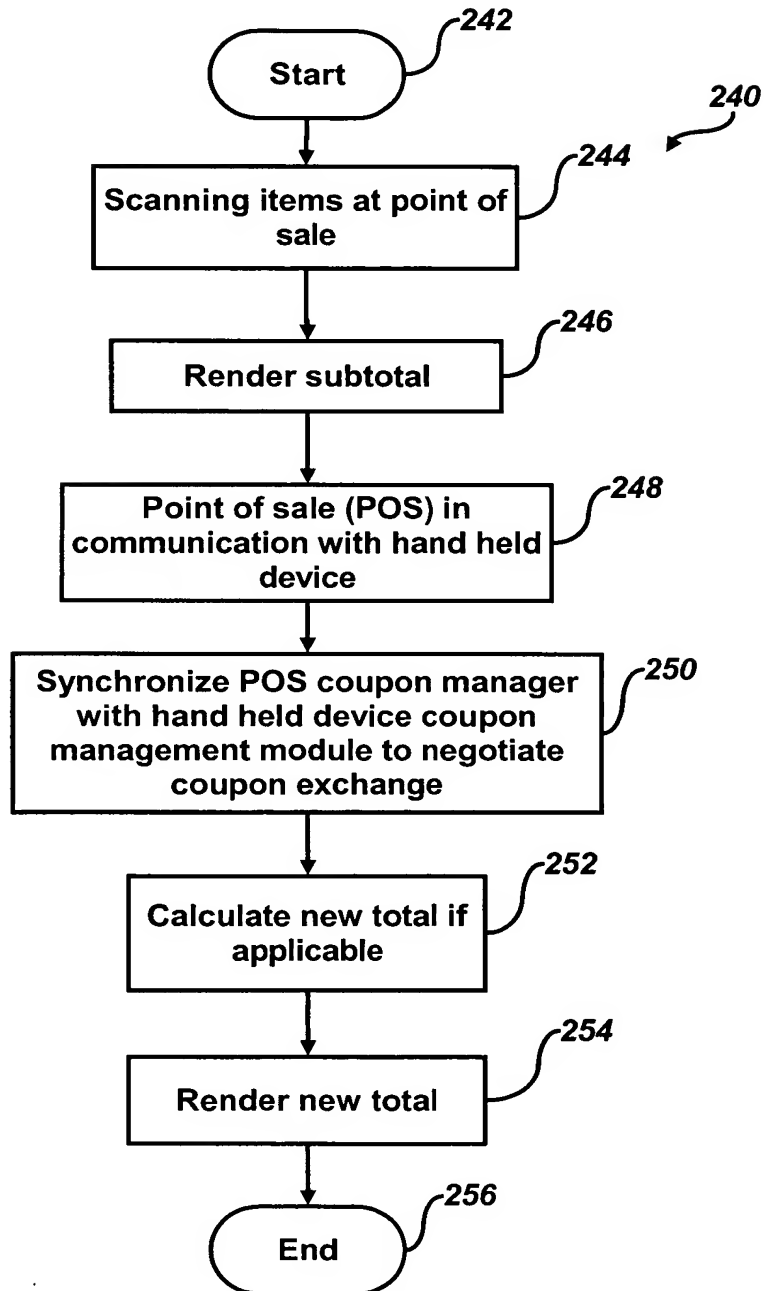 242
Start
240
244
Scanning items at point of
sale
246
Render subtotal
248
Point of sale (POS) in
communication with hand held
device
250
Synchronize POS coupon manager
with hand held device coupon
management module to negotiate
coupon exchange
252
Calculate new total if
applicable
254
Render new total
256
End